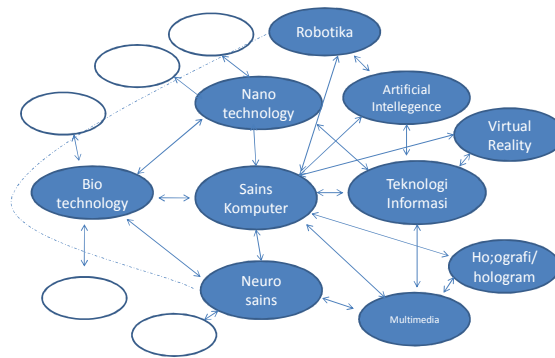 Robotika
Nano
technology
Artificial
Intellegence
Virtual
Reality
Bio
technology
Sains
Komputer
Teknologi
Informasi
Ho;ografi/
hologram
Neuro
sains
Multimedia